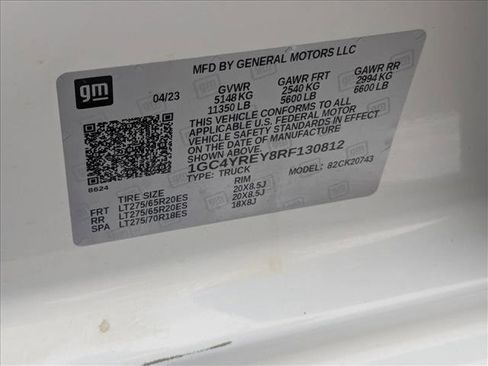 gm
MFD BY GENERAL MOTORS LLC
04/23 GVWR GAWR FRT GAWR RR
5148 KG 2540 KG 2994 KG
11350 LB 5600 LB 6600 LB
THIS VEHICLE CONFORMS TO ALL
APPLICABLE U.S. FEDERAL MOTOR
VEHICLE SAFETY STANDARDS IN EFFECT
ON THE DATE OF MANUFACTURE
SHOWN ABOVE.
1GC4YREY8RF130812
TYPE: TRUCK MODEL: 82CK20743
6624
TIRE SIZE RIM
FRT LT275/65R20ES 20X8.5J
RR LT275/65R20ES 20X8.5J
SPA LT275/70R18ES 18X8J